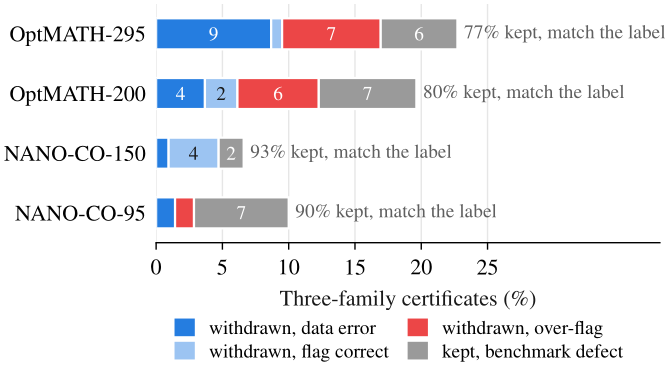 OptMATH-295 9 7 6 77% kept, match the label
OptMATH-200 4 2 6 7 80% kept, match the label
NANO-CO-150 4 2 93% kept, match the label
NANO-CO-95 7 90% kept, match the label
0 5 10 15 20 25
Three-family certificates (%)
withdrawn, data error withdrawn, over-flag
withdrawn, flag correct kept, benchmark defect